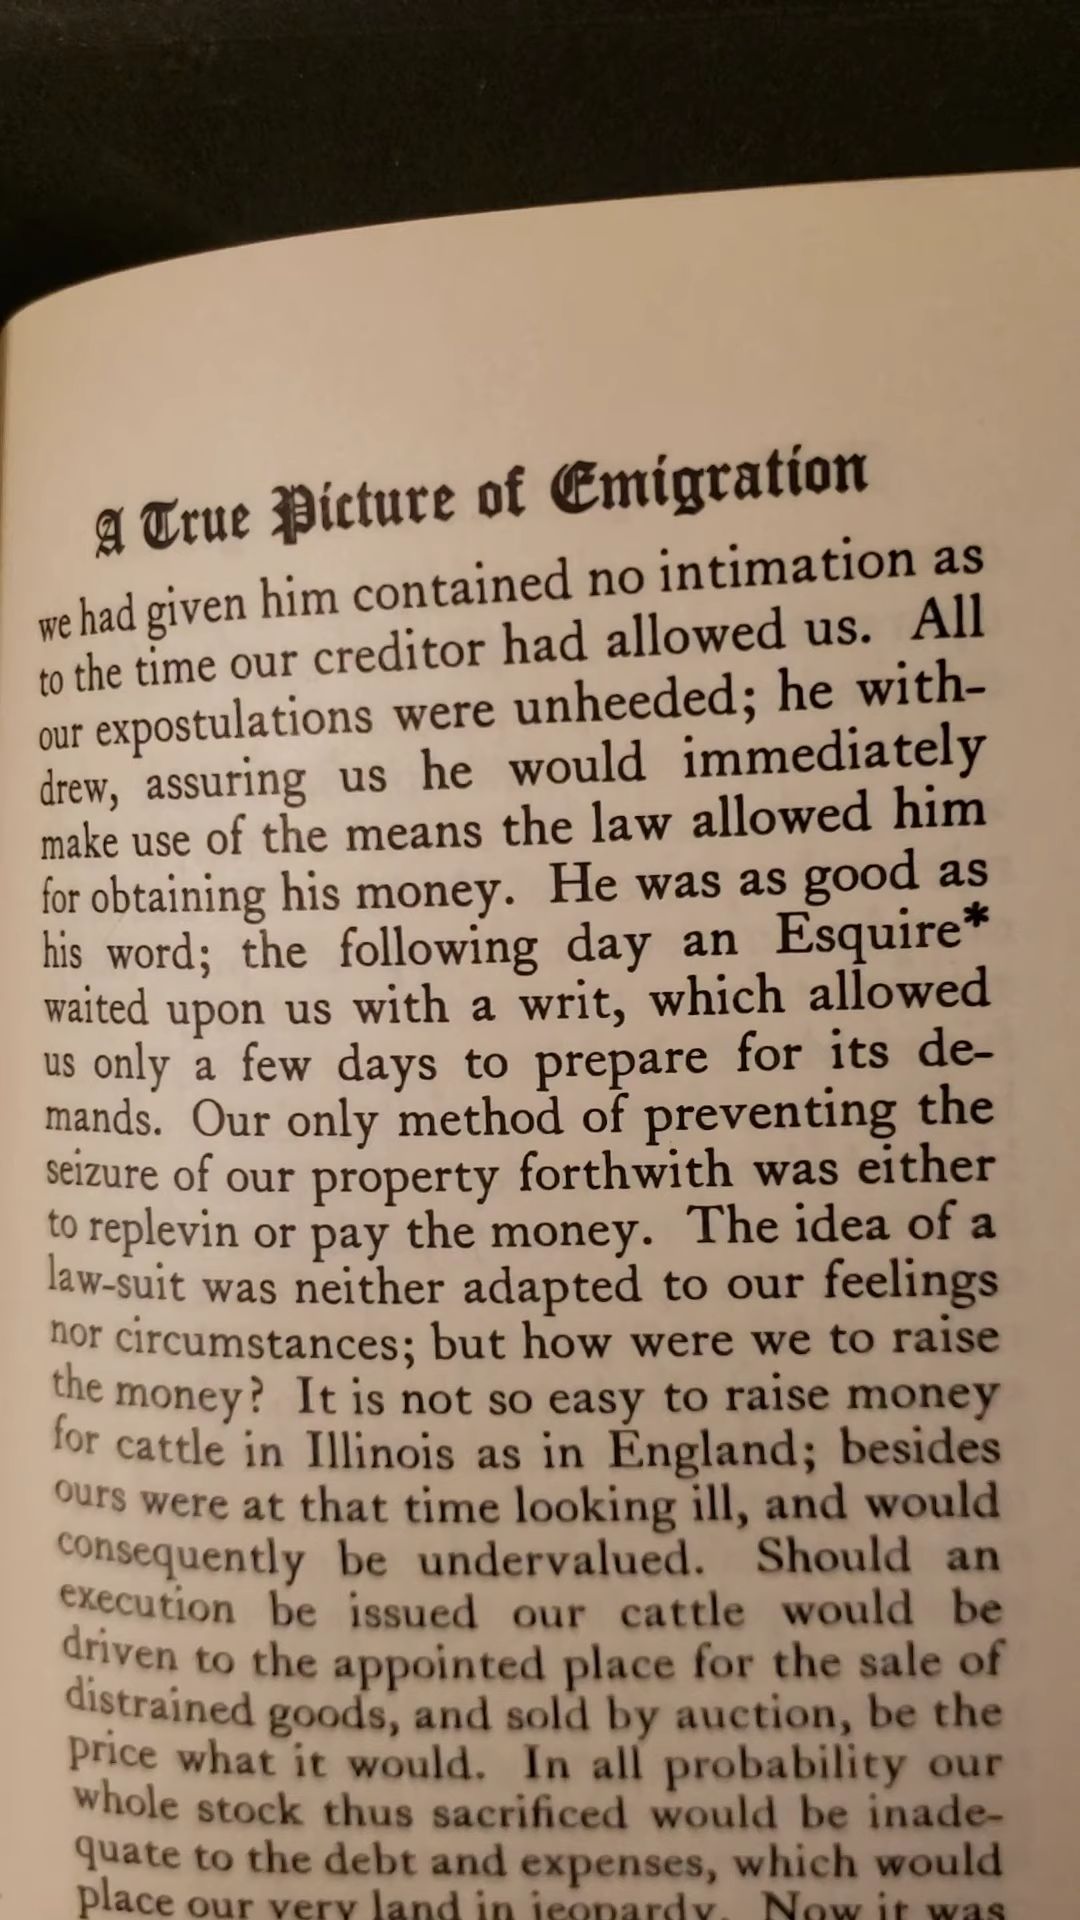 A True Picture of Emigration
we had given him contained no intimation as
to the time our creditor had allowed us. All
our expostulations were unheeded; he with-
drew, assuring us he would immediately
make use of the means the law allowed him
for obtaining his money. He was as good as
his word; the following day an Esquire*
waited upon us with a writ, which allowed
us only a few days to prepare for its de-
mands. Our only method of preventing the
seizure of our property forthwith was either
to replevin or pay the money. The idea of a
law-suit was neither adapted to our feelings
nor circumstances; but how were we to raise
the money? It is not so easy to raise money
for cattle in Illinois as in England; besides
ours were at that time looking ill, and would
consequently be undervalued. Should an
execution be issued our cattle would be
driven to the appointed place for the sale of
distrained goods, and sold by auction, be the
price what it would. In all probability our
whole stock thus sacrificed would be inade-
quate to the debt and expenses, which would
place our very land in jeopardy. Now it was